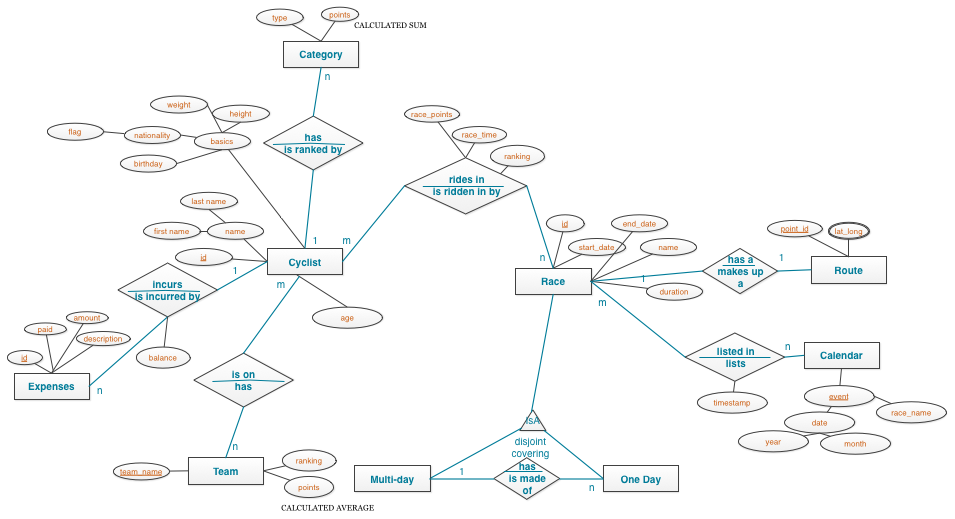 type
points
CALCULATED SUM
Category
n
weight
height
flag
nationality
basics
birthday
has
is ranked by
race_points
race_time
ranking
rides in
is ridden in by
last name
first name
name
id
1
m
Cyclist
1
m
age
incurs
is incurred by
balance
amount
paid
description
id
Expenses
n
is on
has
n
Team
team_name
ranking
points
CALCULATED AVERAGE
id
end_date
start_date
name
duration
n
Race
1
m
has a
makes up
a
1
point_id
lat_long
Route
listed in
lists
n
timestamp
Calendar
event
race_name
date
year
month
IsA
disjoint
covering
Multi-day
1
has
is made
of
n
One Day